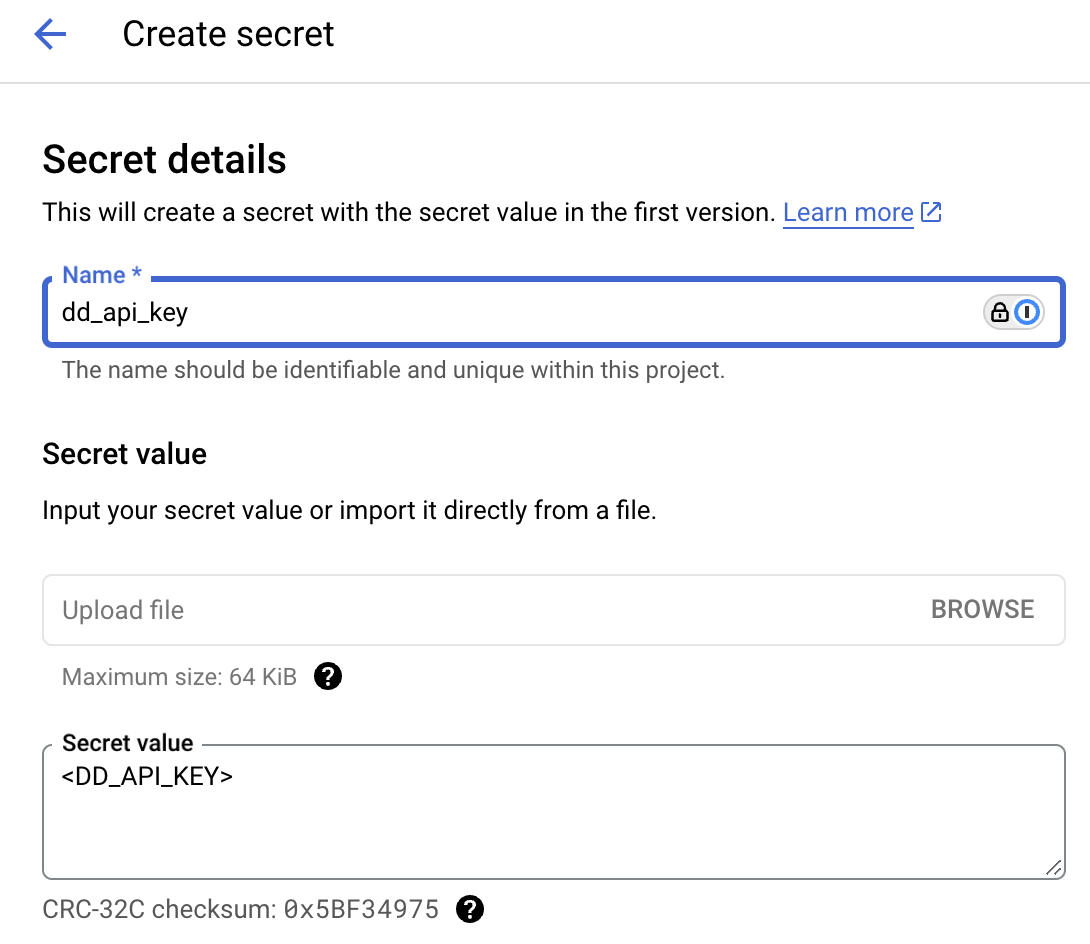 Create secret
Secret details
This will create a secret with the secret value in the first version. Learn more
Name *
dd_api_key
The name should be identifiable and unique within this project.
Secret value
Input your secret value or import it directly from a file.
Upload file BROWSE
Maximum size: 64 KiB ?
Secret value
<DD_API_KEY>
CRC-32C checksum: 0x5BF34975 ?